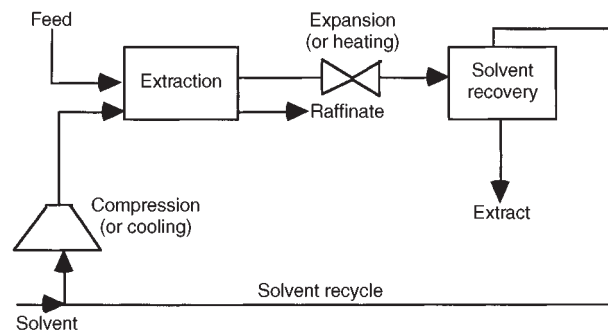 Feed
Expansion
(or heating)
Extraction
Solvent
recovery
Raffinate
Compression
(or cooling)
Extract
Solvent recycle
Solvent